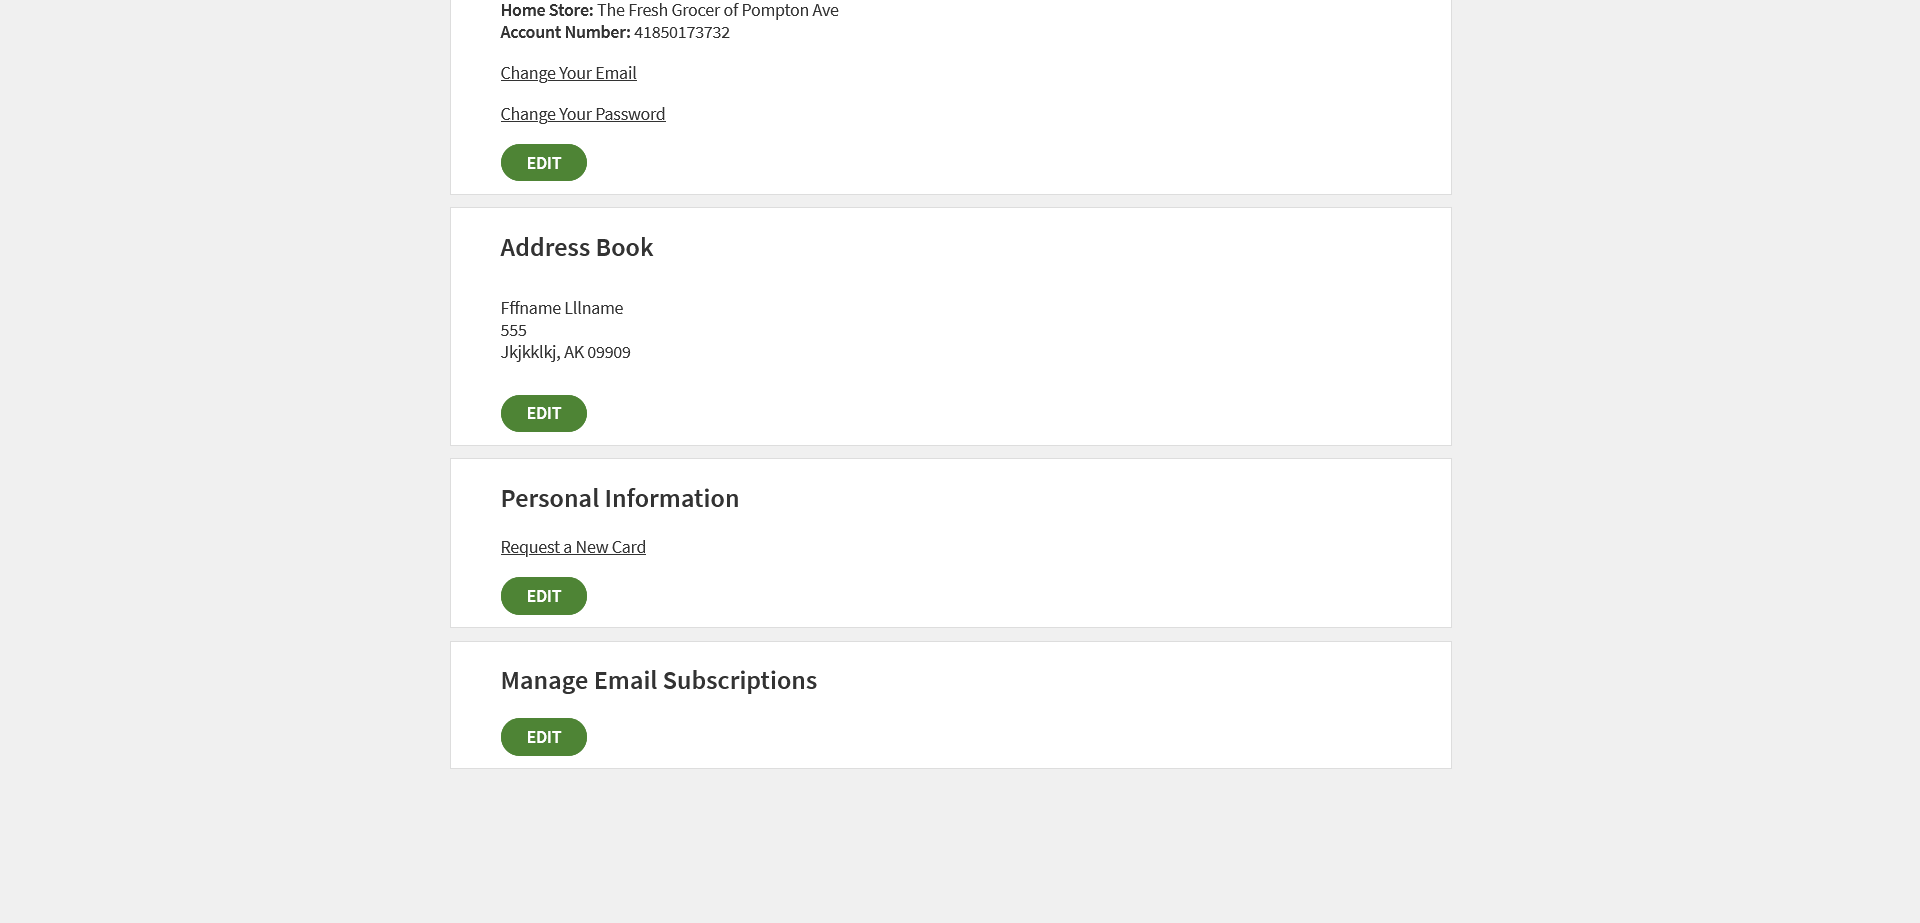 Home Store: The Fresh Grocer of Pompton Ave
Account Number: 41850173732
Change Your Email
Change Your Password
EDIT
Address Book
Fffname Lllname
555
Jkjkklkj, AK 09909
EDIT
Personal Information
Request a New Card
EDIT
Manage Email Subscriptions
EDIT